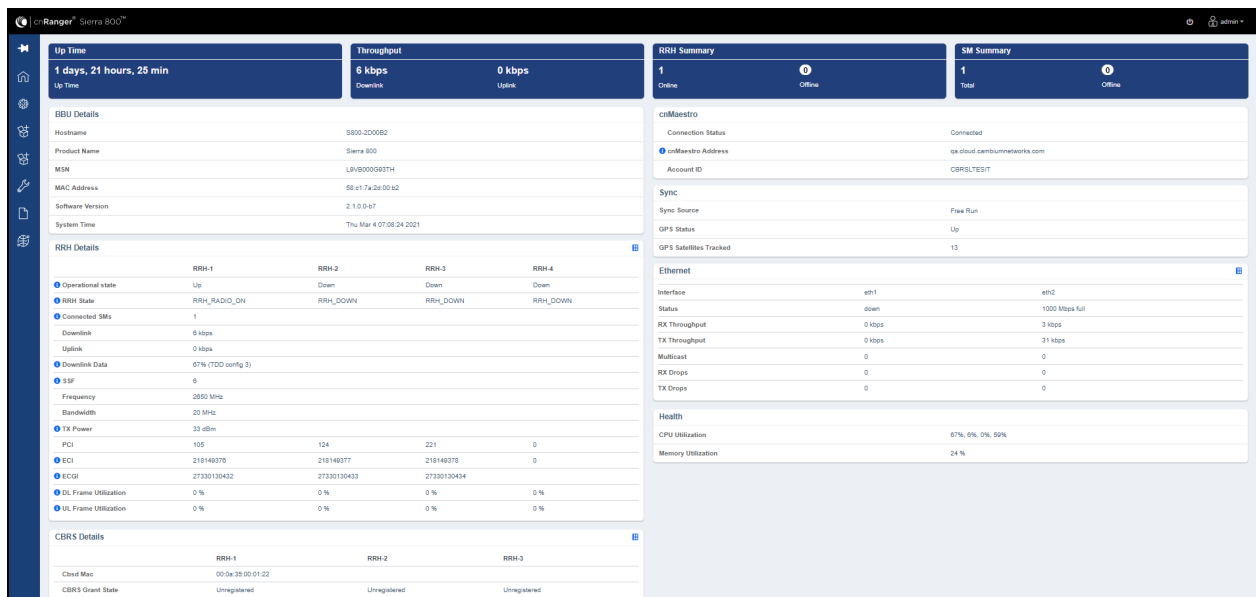 cnRanger® Sierra 800™
admin
Up Time
1 days, 21 hours, 25 min
Up Time
Throughput
6 kbps 0 kbps
Downlink Uplink
RRH Summary
1 0
Online Offline
SM Summary
1 0
Total Offline
BBU Details
Hostname S800-2D00B2
Product Name Sierra 800
MSN L9VB000G93TH
MAC Address 58:c1:7a:2d:00:b2
Software Version 2.1.0.0-b7
System Time Thu Mar 4 07:08:24 2021
RRH Details
RRH-1 RRH-2 RRH-3 RRH-4
Operational state Up Down Down Down
RRH State RRH_RADIO_ON RRH_DOWN RRH_DOWN RRH_DOWN
Connected SMs 1
Downlink 6 kbps
Uplink 0 kbps
Downlink Data 67% (TDD config 3)
SSF 6
Frequency 2650 MHz
Bandwidth 20 MHz
TX Power 33 dBm
PCI 105 124 221 0
ECI 218149376 218149377 218149378 0
ECGI 27330130432 27330130433 27330130434
DL Frame Utilization 0 % 0 % 0 % 0 %
UL Frame Utilization 0 % 0 % 0 % 0 %
CBRS Details
RRH-1 RRH-2 RRH-3
Cbsd Mac 00:0a:35:00:01:22
CBRS Grant State Unregistered Unregistered Unregistered
cnMaestro
Connection Status Connected
cnMaestro Address qa.cloud.cambiumnetworks.com
Account ID CBRSLTESIT
Sync
Sync Source Free Run
GPS Status Up
GPS Satellites Tracked 13
Ethernet
Interface eth1 eth2
Status down 1000 Mbps full
RX Throughput 0 kbps 3 kbps
TX Throughput 0 kbps 31 kbps
Multicast 0 0
RX Drops 0 0
TX Drops 0 0
Health
CPU Utilization 67%, 6%, 0%, 59%
Memory Utilization 24 %